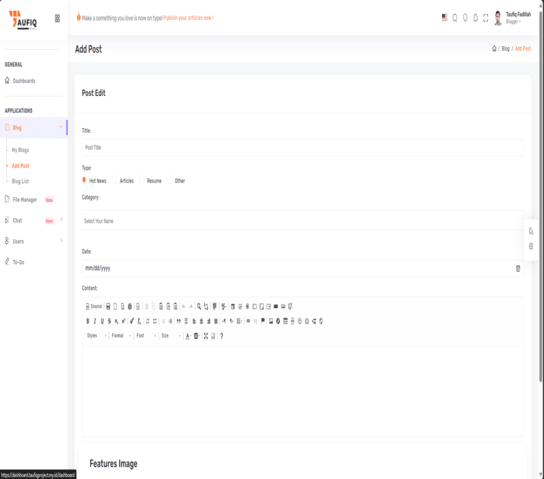 TAUFIQ
Make a something you love is now on type! Publish your articles now !
Taufiq Fadillah
Blogger
Add Post
/ Blog / Add Post
GENERAL
Dashboards
APPLICATIONS
Blog
My Blogs
Add Post
Blog List
File Manager
Chat
Users
To-Do
Post Edit
Title:
Post Title
Type:
Hot News Articles Resume Other
Category:
Select Your Name
Date:
mm/dd/yyyy
Content:
Source
B I U S
Styles Format Font Size A ?
Features Image
https://dashboard.taufiqproject.my.id/dashboard